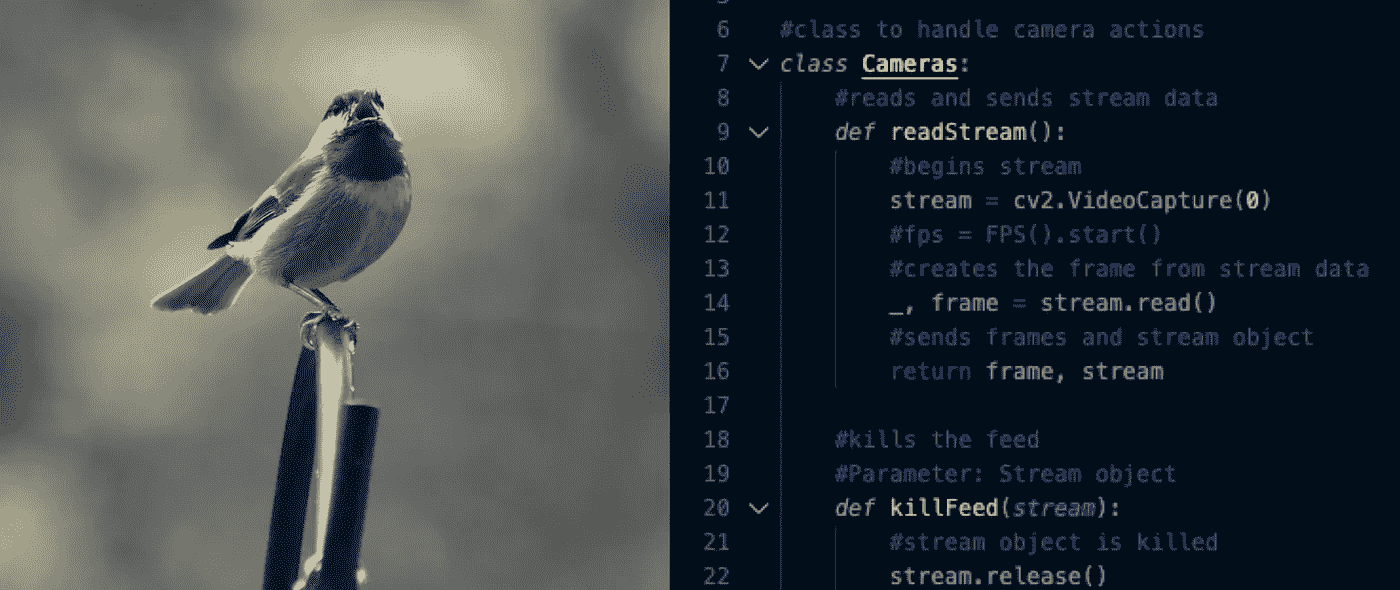 6 #class to handle camera actions
7 class Cameras:
8 #reads and sends stream data
9 def readStream():
10 #begins stream
11 stream = cv2.VideoCapture(0)
12 #fps = FPS().start()
13 #creates the frame from stream data
14 _, frame = stream.read()
15 #sends frames and stream object
16 return frame, stream
17
18 #kills the feed
19 #Parameter: Stream object
20 def killFeed(stream):
21 #stream object is killed
22 stream.release()